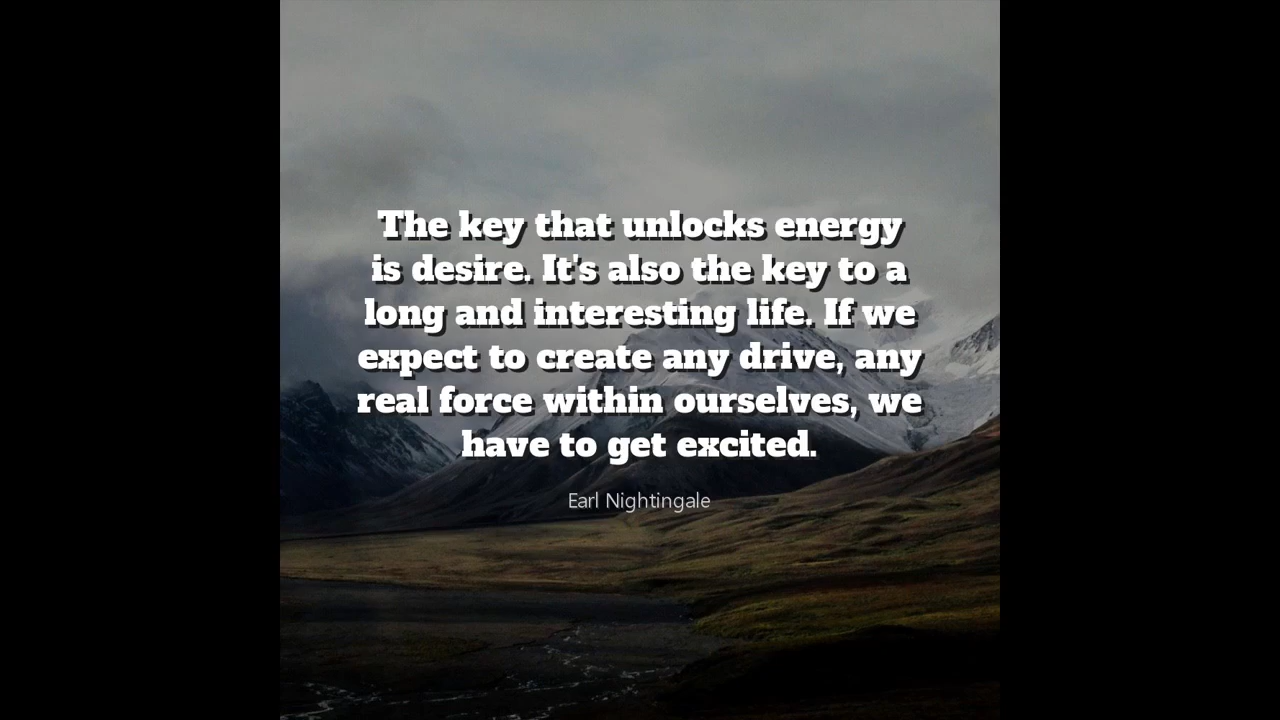 The key that unlocks energy
is desire. It's also the key to a
long and interesting life. If we
expect to create any drive, any
real force within ourselves, we
have to get excited.
Earl Nightingale